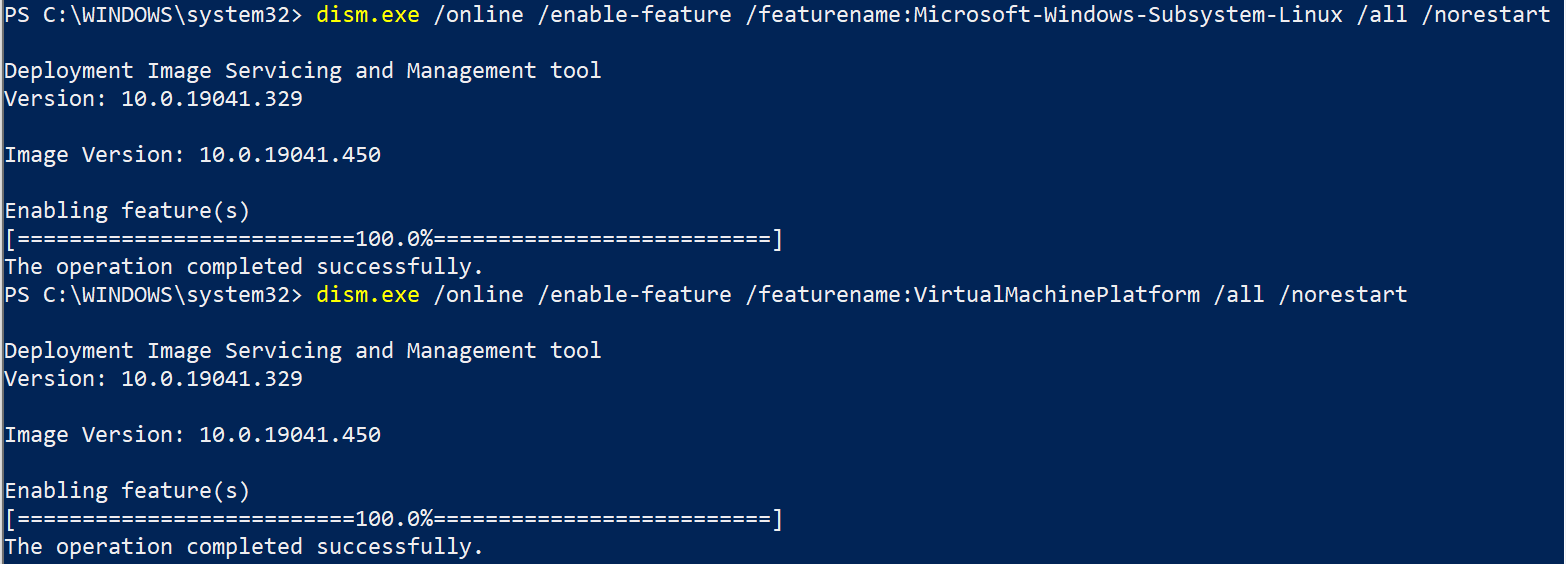 PS C:\WINDOWS\system32> dism.exe /online /enable-feature /featurename:Microsoft-Windows-Subsystem-Linux /all /norestart
Deployment Image Servicing and Management tool
Version: 10.0.19041.329
Image Version: 10.0.19041.450
Enabling feature(s)
[==========================100.0%==========================]
The operation completed successfully.
PS C:\WINDOWS\system32> dism.exe /online /enable-feature /featurename:VirtualMachinePlatform /all /norestart
Deployment Image Servicing and Management tool
Version: 10.0.19041.329
Image Version: 10.0.19041.450
Enabling feature(s)
[==========================100.0%==========================]
The operation completed successfully.